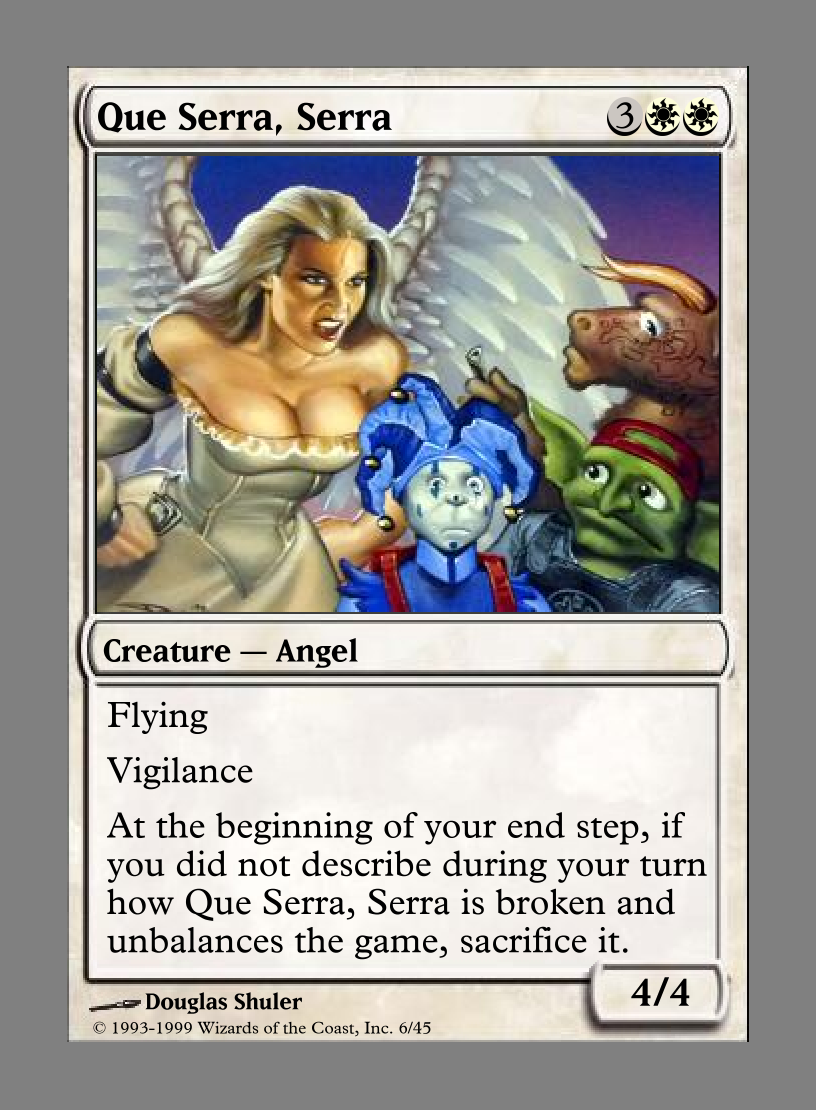 Que Serra, Serra 3
Creature — Angel
Flying
Vigilance
At the beginning of your end step, if
you did not describe during your turn
how Que Serra, Serra is broken and
unbalances the game, sacrifice it.
4/4
Douglas Shuler
© 1993-1999 Wizards of the Coast, Inc. 6/45